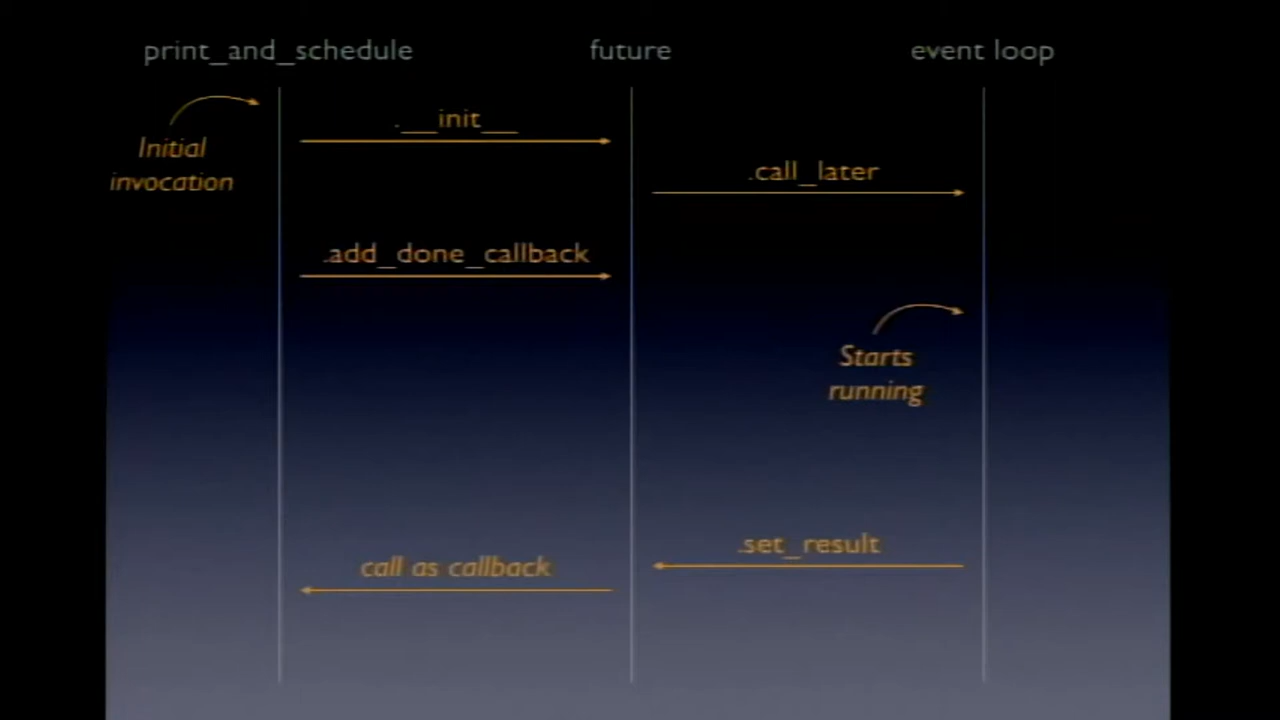 print_and_schedule
future
event loop
.__init__
Initial
invocation
.call_later
.add_done_callback
Starts
running
.set_result
call as callback